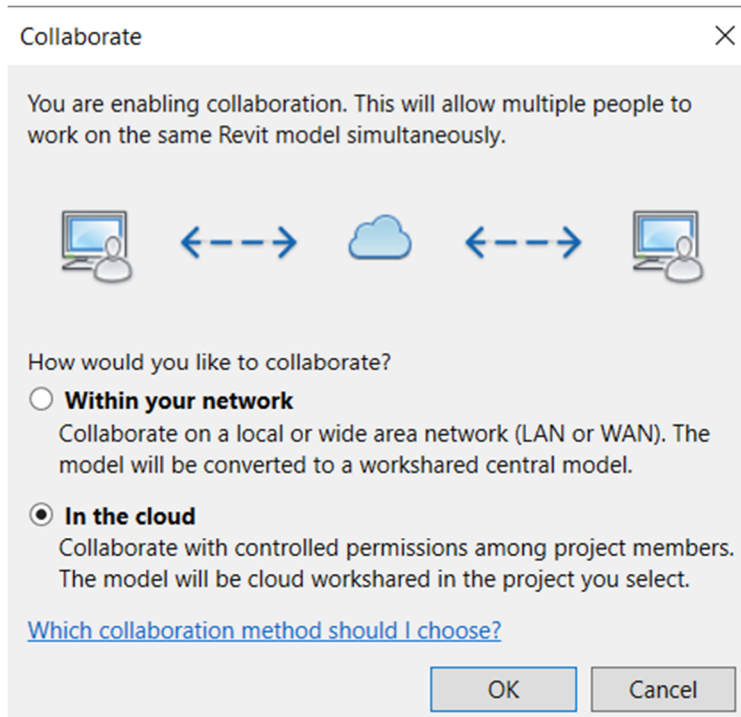 Collaborate
You are enabling collaboration. This will allow multiple people to
work on the same Revit model simultaneously.
How would you like to collaborate?
Within your network
Collaborate on a local or wide area network (LAN or WAN). The
model will be converted to a workshared central model.
In the cloud
Collaborate with controlled permissions among project members.
The model will be cloud workshared in the project you select.
Which collaboration method should I choose?
OK Cancel